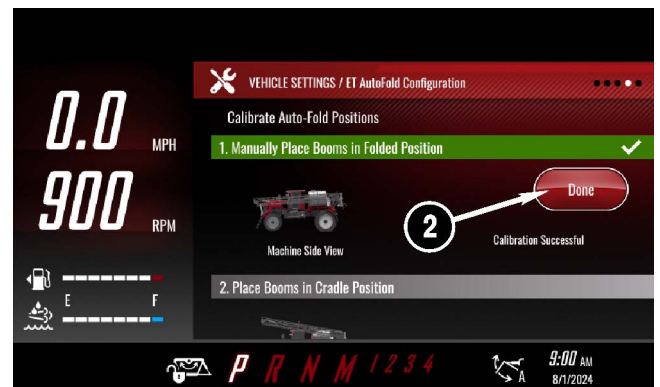 VEHICLE SETTINGS / ET AutoFold Configuration
Calibrate Auto-Fold Positions
0.0 MPH
1. Manually Place Booms in Folded Position
Done
900 RPM
2
Machine Side View
Calibration Successful
2. Place Booms in Cradle Position
E F
P R N M 1 2 3 4
A
9:00 AM
8/1/2024